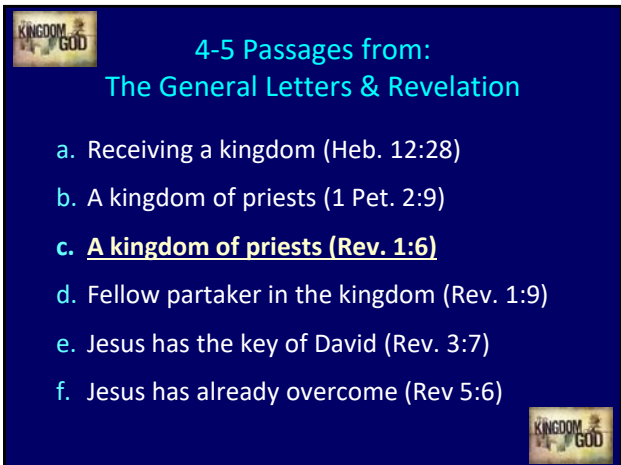 KINGDOM
GOD
4-5 Passages from:
The General Letters & Revelation
a. Receiving a kingdom (Heb. 12:28)
b. A kingdom of priests (1 Pet. 2:9)
c. A kingdom of priests (Rev. 1:6)
d. Fellow partaker in the kingdom (Rev. 1:9)
e. Jesus has the key of David (Rev. 3:7)
f. Jesus has already overcome (Rev 5:6)
KINGDOM
GOD